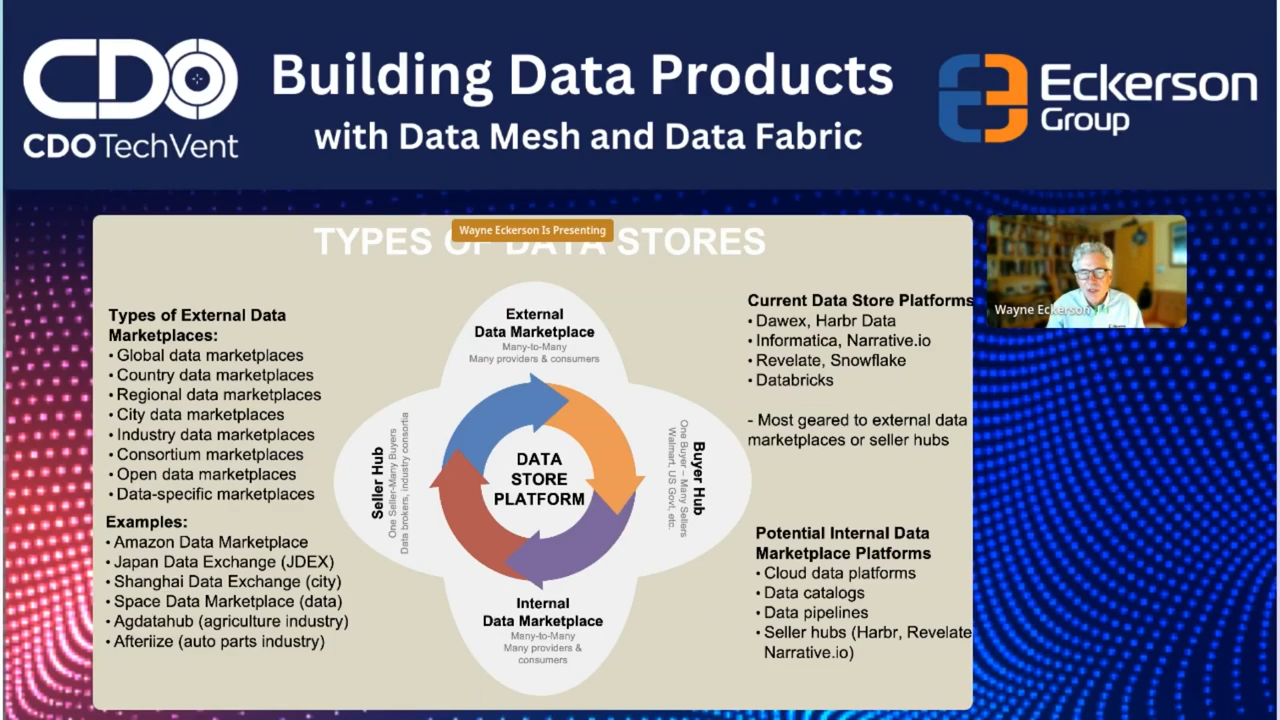 CDO
CDO TechVent
Building Data Products
with Data Mesh and Data Fabric
Eckerson
Group
Wayne Eckerson Is Presenting
TYPES OF DATA STORES
Types of External Data
Marketplaces:
• Global data marketplaces
• Country data marketplaces
• Regional data marketplaces
• City data marketplaces
• Industry data marketplaces
• Consortium marketplaces
• Open data marketplaces
• Data-specific marketplaces
Examples:
• Amazon Data Marketplace
• Japan Data Exchange (JDEX)
• Shanghai Data Exchange (city)
• Space Data Marketplace (data)
• Agdatahub (agriculture industry)
• Afteriize (auto parts industry)
External
Data Marketplace
Many-to-Many
Many providers & consumers
Seller Hub
One Seller-Many Buyers
Data brokers, industry consortia
DATA
STORE
PLATFORM
Buyer Hub
One Buyer – Many Sellers
Walmart, US Govt, etc.
Internal
Data Marketplace
Many-to-Many
Many providers &
consumers
Current Data Store Platforms
• Dawex, Harbr Data
• Informatica, Narrative.io
• Revelate, Snowflake
• Databricks
- Most geared to external data
marketplaces or seller hubs
Potential Internal Data
Marketplace Platforms
• Cloud data platforms
• Data catalogs
• Data pipelines
• Seller hubs (Harbr, Revelate
Narrative.io)
Wayne Eckerson